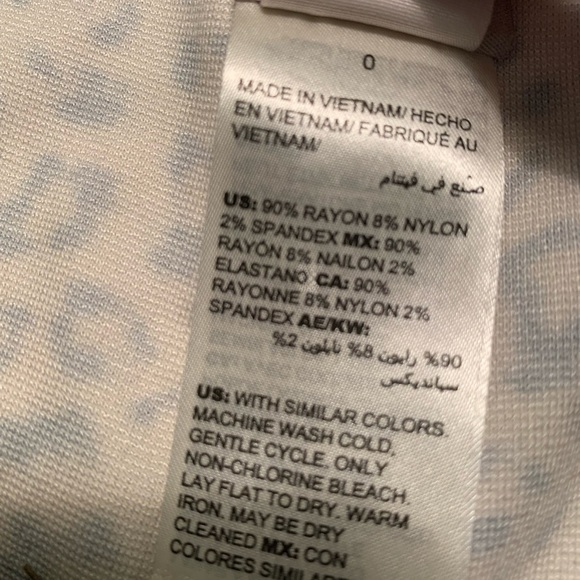 0
MADE IN VIETNAM/ HECHO
EN VIETNAM/ FABRIQUÉ AU
VIETNAM/
صنع في فيتنام
US: 90% RAYON 8% NYLON
2% SPANDEX MX: 90%
RAYÓN 8% NAILON 2%
ELASTANO CA: 90%
RAYONNE 8% NYLON 2%
SPANDEX AE/KW:
90% رايون 8% نايلون 2%
سبانديكس
US: WITH SIMILAR COLORS.
MACHINE WASH COLD,
GENTLE CYCLE. ONLY
NON-CHLORINE BLEACH.
LAY FLAT TO DRY. WARM
IRON. MAY BE DRY
CLEANED MX: CON
COLORES